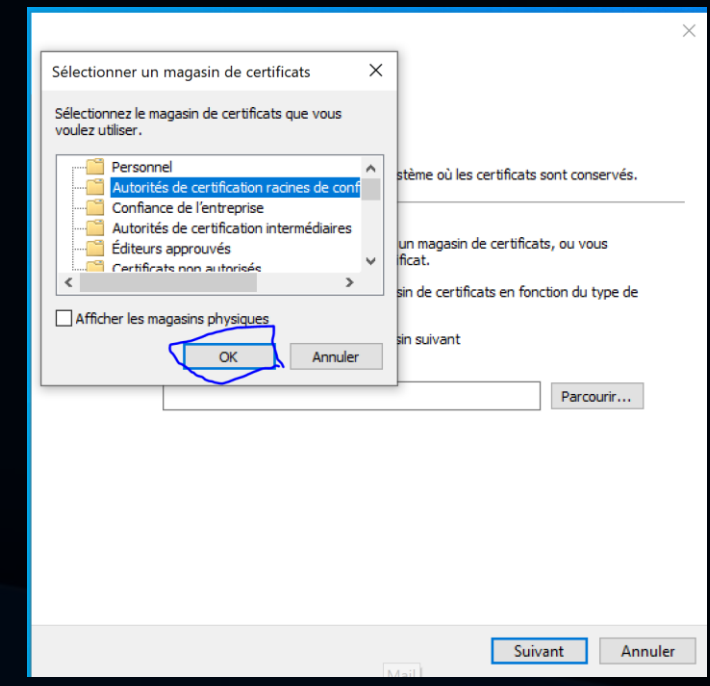 Sélectionner un magasin de certificats
Sélectionnez le magasin de certificats que vous
voulez utiliser.
Personnel
Autorités de certification racines de conf
Confiance de l'entreprise
Autorités de certification intermédiaires
Éditeurs approuvés
Certificats non autorisés
Afficher les magasins physiques
OK
Annuler
stème où les certificats sont conservés.
un magasin de certificats, ou vous
ificat.
sin de certificats en fonction du type de
sin suivant
Parcourir...
Suivant
Annuler
Mail